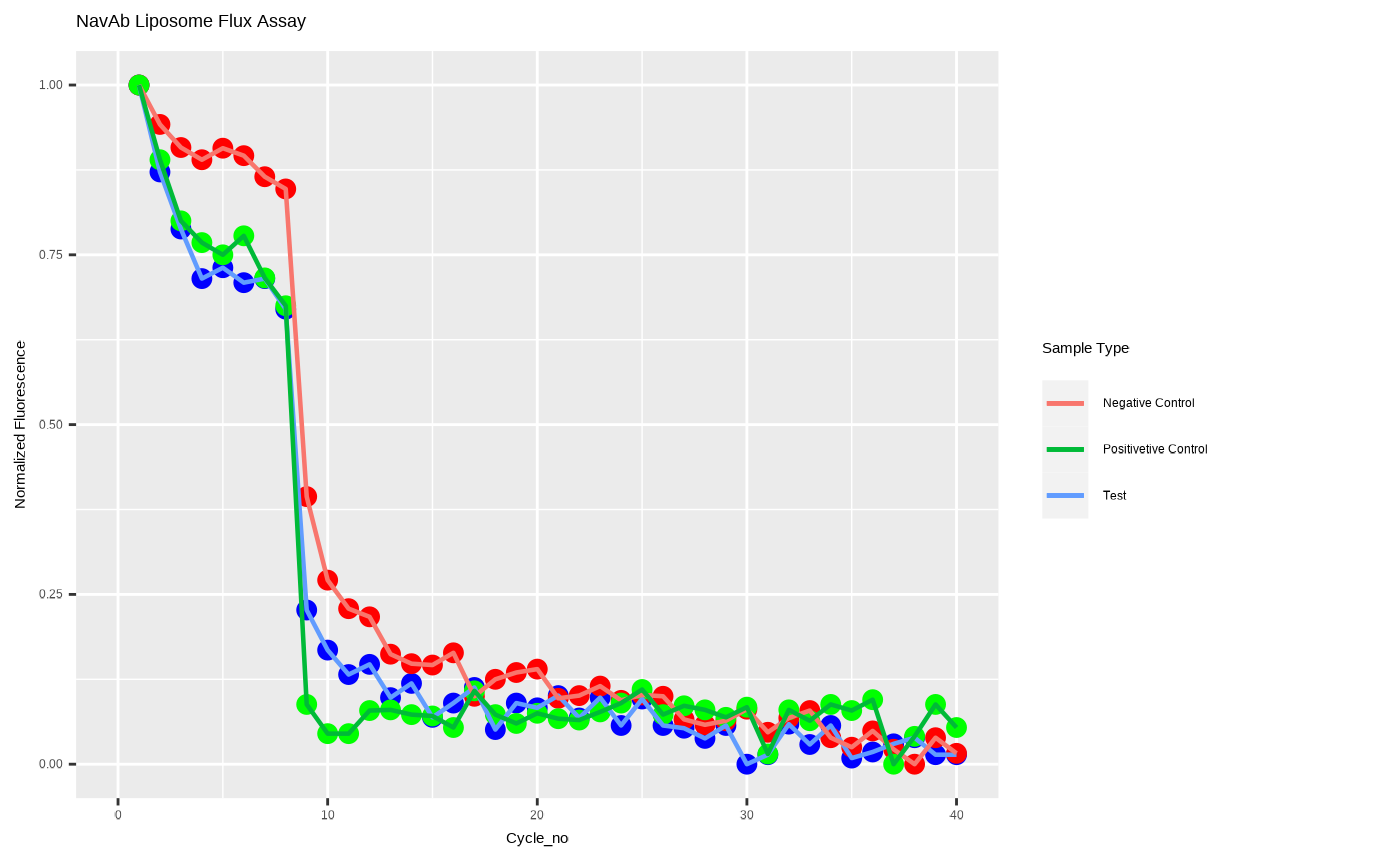 NavAb Liposome Flux Assay
1.00
0.75
0.50
0.25
0.00
Normalized Fluorescence
0 10 20 30 40
Cycle_no
Sample Type
Negative Control
Positivetive Control
Test